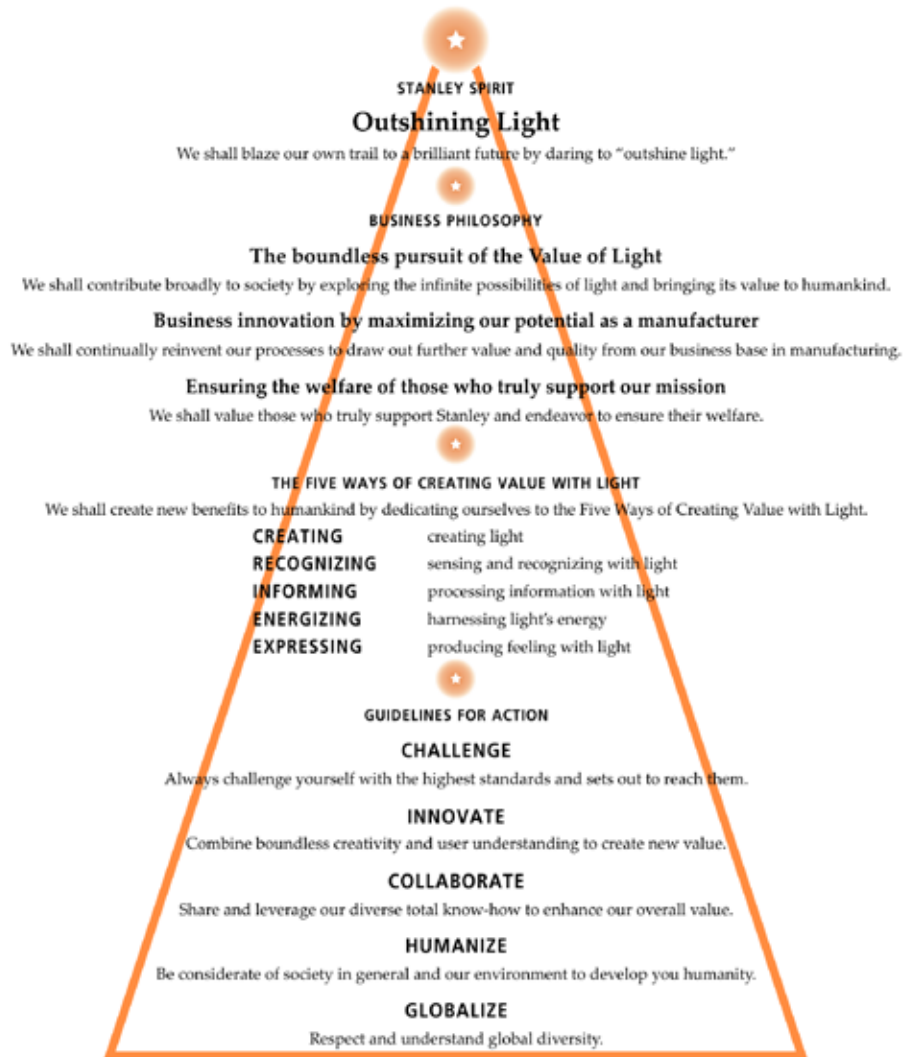 STANLEY SPIRIT
Outshining Light
We shall blaze our own trail to a brilliant future by daring to “outshine light.”
BUSINESS PHILOSOPHY
The boundless pursuit of the Value of Light
We shall contribute broadly to society by exploring the infinite possibilities of light and bringing its value to humankind.
Business innovation by maximizing our potential as a manufacturer
We shall continually reinvent our processes to draw out further value and quality from our business base in manufacturing.
Ensuring the welfare of those who truly support our mission
We shall value those who truly support Stanley and endeavor to ensure their welfare.
THE FIVE WAYS OF CREATING VALUE WITH LIGHT
We shall create new benefits to humankind by dedicating ourselves to the Five Ways of Creating Value with Light.
CREATING creating light
RECOGNIZING sensing and recognizing with light
INFORMING processing information with light
ENERGIZING harnessing light's energy
EXPRESSING producing feeling with light
GUIDELINES FOR ACTION
CHALLENGE
Always challenge yourself with the highest standards and sets out to reach them.
INNOVATE
Combine boundless creativity and user understanding to create new value.
COLLABORATE
Share and leverage our diverse total know-how to enhance our overall value.
HUMANIZE
Be considerate of society in general and our environment to develop you humanity.
GLOBALIZE
Respect and understand global diversity.